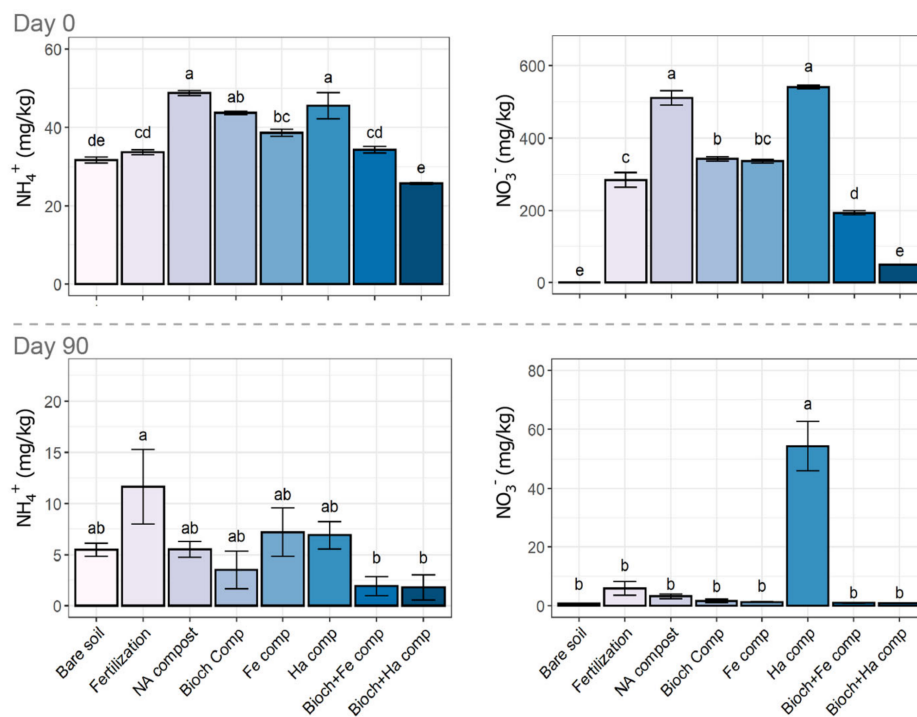 Day 0
NH₄⁺ (mg/kg)
60
40
20
0
de cd a ab bc a cd e
NO₃⁻ (mg/kg)
600
400
200
0
e c a b bc a d e
Day 90
NH₄⁺ (mg/kg)
20
15
10
5
0
ab a ab ab ab ab b b
Bare soil
Fertilization
NA compost
Bioch Comp
Fe comp
Ha comp
Bioch+Fe comp
Bioch+Ha comp
NO₃⁻ (mg/kg)
80
60
40
20
0
b b b b b a b b
Bare soil
Fertilization
NA compost
Bioch Comp
Fe comp
Ha comp
Bioch+Fe comp
Bioch+Ha comp